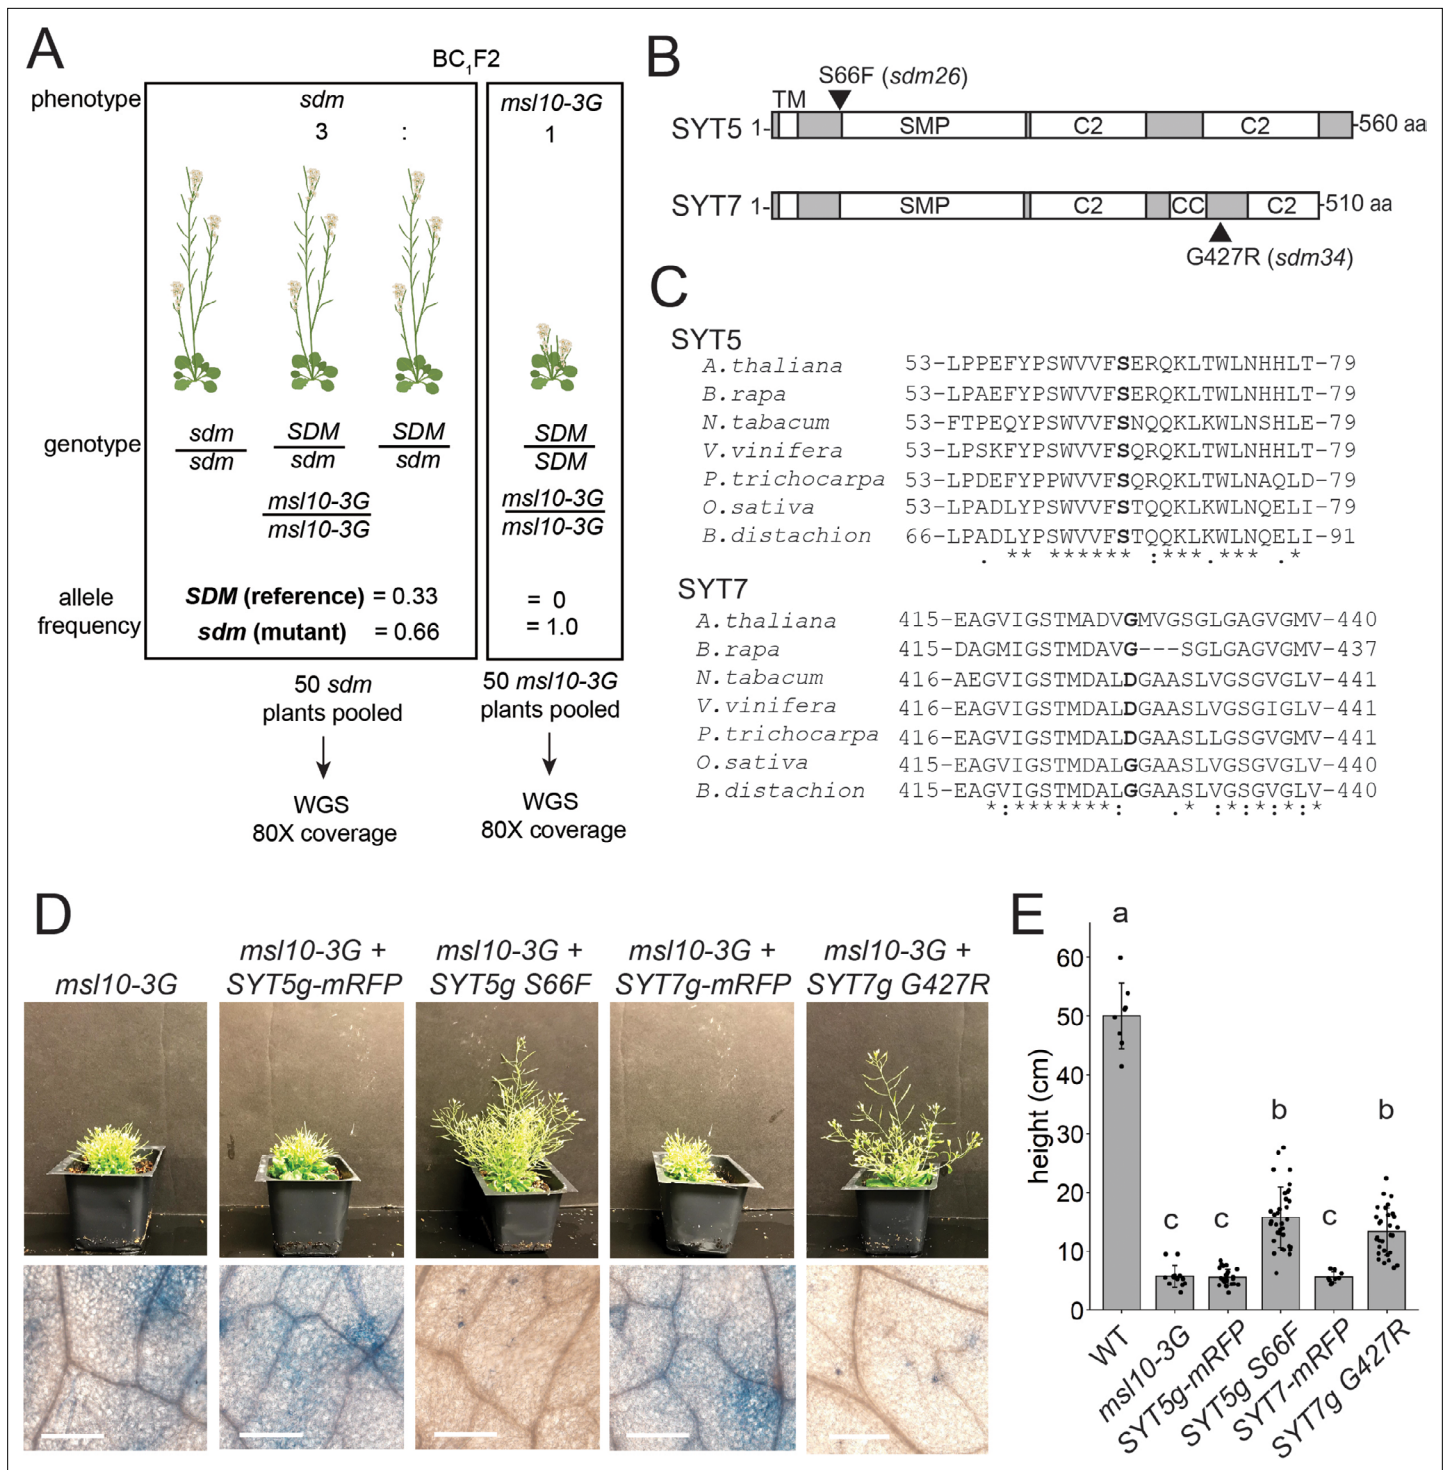 A
BC1F2
phenotype
sdm
msl10-3G
3 : 1
genotype
sdm SDM SDM SDM
sdm sdm sdm SDM
msl10-3G msl10-3G
msl10-3G msl10-3G
allele
frequency
SDM (reference) = 0.33 = 0
sdm (mutant) = 0.66 = 1.0
50 sdm
plants pooled
50 msl10-3G
plants pooled
WGS
80X coverage
WGS
80X coverage
B
S66F (sdm26)
TM
SYT5 1- SMP C2 C2 -560 aa
SYT7 1- SMP C2 CC C2 -510 aa
G427R (sdm34)
C
SYT5
A.thaliana 53-LPPEFYPSWVVFSERQKLTWLNHHLT-79
B.rapa 53-LPAEFYPSWVVFSERQKLTWLNHHLT-79
N.tabacum 53-FTPEQYPSWVVFSNQQKLKWLNSHLE-79
V.vinifera 53-LPSKFYPSWVVFSQRQKLTWLNHHLT-79
P.trichocarpa 53-LPDEFYPPWVVFSQRQKLTWLNAQLD-79
O.sativa 53-LPADLYPSWVVFSTQQKLKWLNQELI-79
B.distachion 66-LPADLYPSWVVFSTQQKLKWLNQELI-91
. ** ****** :***.*** .*
SYT7
A.thaliana 415-EAGVIGSTMADVGMVGSGLGAGVGMV-440
B.rapa 415-DAGMIGSTMDAVG---SGLGAGVGMV-437
N.tabacum 416-AEGVIGSTMDALDGAASLVGSGVGLV-441
V.vinifera 416-EAGVIGSTMDALDGAASLVGSGIGLV-441
P.trichocarpa 416-EAGVIGSTMDALDGAASLLGSGVGMV-441
O.sativa 415-EAGVIGSTMDALGGAASLVGSGVGLV-440
B.distachion 415-EAGVIGSTMDALGGAASLVGSGVGLV-440
*:*******: .* *:*:*:*
D
msl10-3G
msl10-3G +
SYT5g-mRFP
msl10-3G +
SYT5g S66F
msl10-3G +
SYT7g-mRFP
msl10-3G +
SYT7g G427R
E
height (cm)
60
50
40
30
20
10
0
a
c
c
b
c
b
WT
msl10-3G
SYT5g-mRFP
SYT5g S66F
SYT7-mRFP
SYT7g G427R